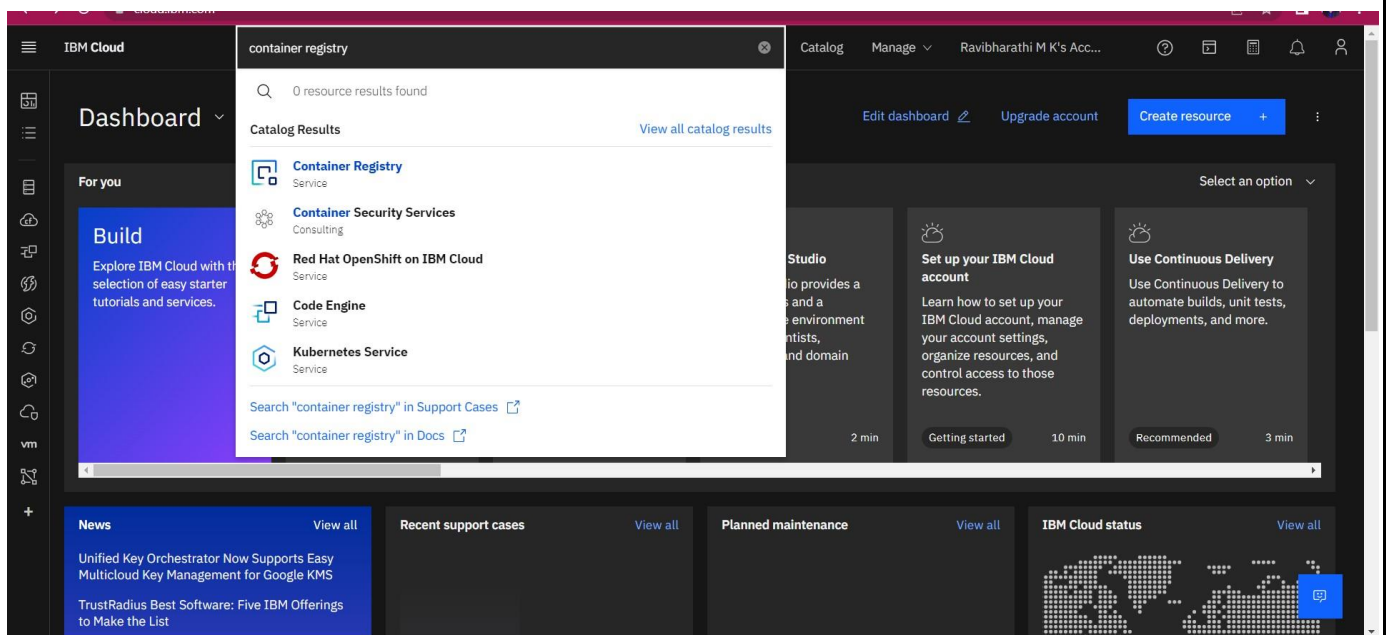 cloud.ibm.com
IBM Cloud
container registry
Catalog
Manage
Ravibharathi M K's Acc...
0 resource results found
Dashboard
Edit dashboard
Upgrade account
Create resource +
Catalog Results
View all catalog results
For you
Select an option
Container Registry
Service
Container Security Services
Consulting
Red Hat OpenShift on IBM Cloud
Service
Code Engine
Service
Kubernetes Service
Service
Search "container registry" in Support Cases
Search "container registry" in Docs
Build
Explore IBM Cloud with
selection of easy starter
tutorials and services.
Studio
provides a
and a
environment
and domain
2 min
Set up your IBM Cloud
account
Learn how to set up your
IBM Cloud account, manage
your account settings,
organize resources, and
control access to those
resources.
Getting started
10 min
Use Continuous Delivery
Use Continuous Delivery to
automate builds, unit tests,
deployments, and more.
Recommended
3 min
vm
+
News
View all
Unified Key Orchestrator Now Supports Easy
Multicloud Key Management for Google KMS
TrustRadius Best Software: Five IBM Offerings
to Make the List
Recent support cases
View all
Planned maintenance
View all
IBM Cloud status
View all